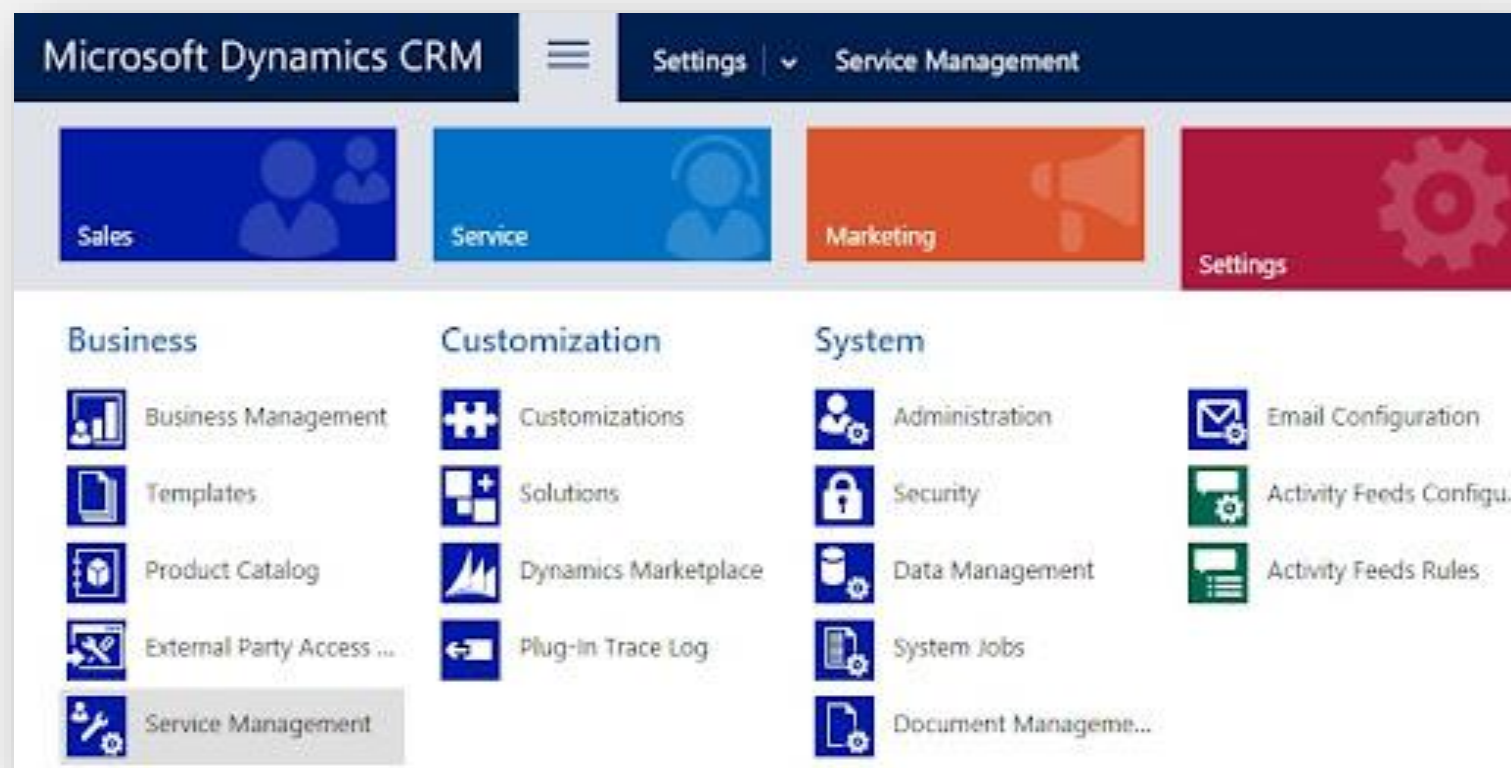 Microsoft Dynamics CRM
Settings
Service Management
Sales
Service
Marketing
Settings
Business
Business Management
Templates
Product Catalog
External Party Access ...
Service Management
Customization
Customizations
Solutions
Dynamics Marketplace
Plug-In Trace Log
System
Administration
Security
Data Management
System Jobs
Document Manageme...
Email Configuration
Activity Feeds Configu...
Activity Feeds Rules